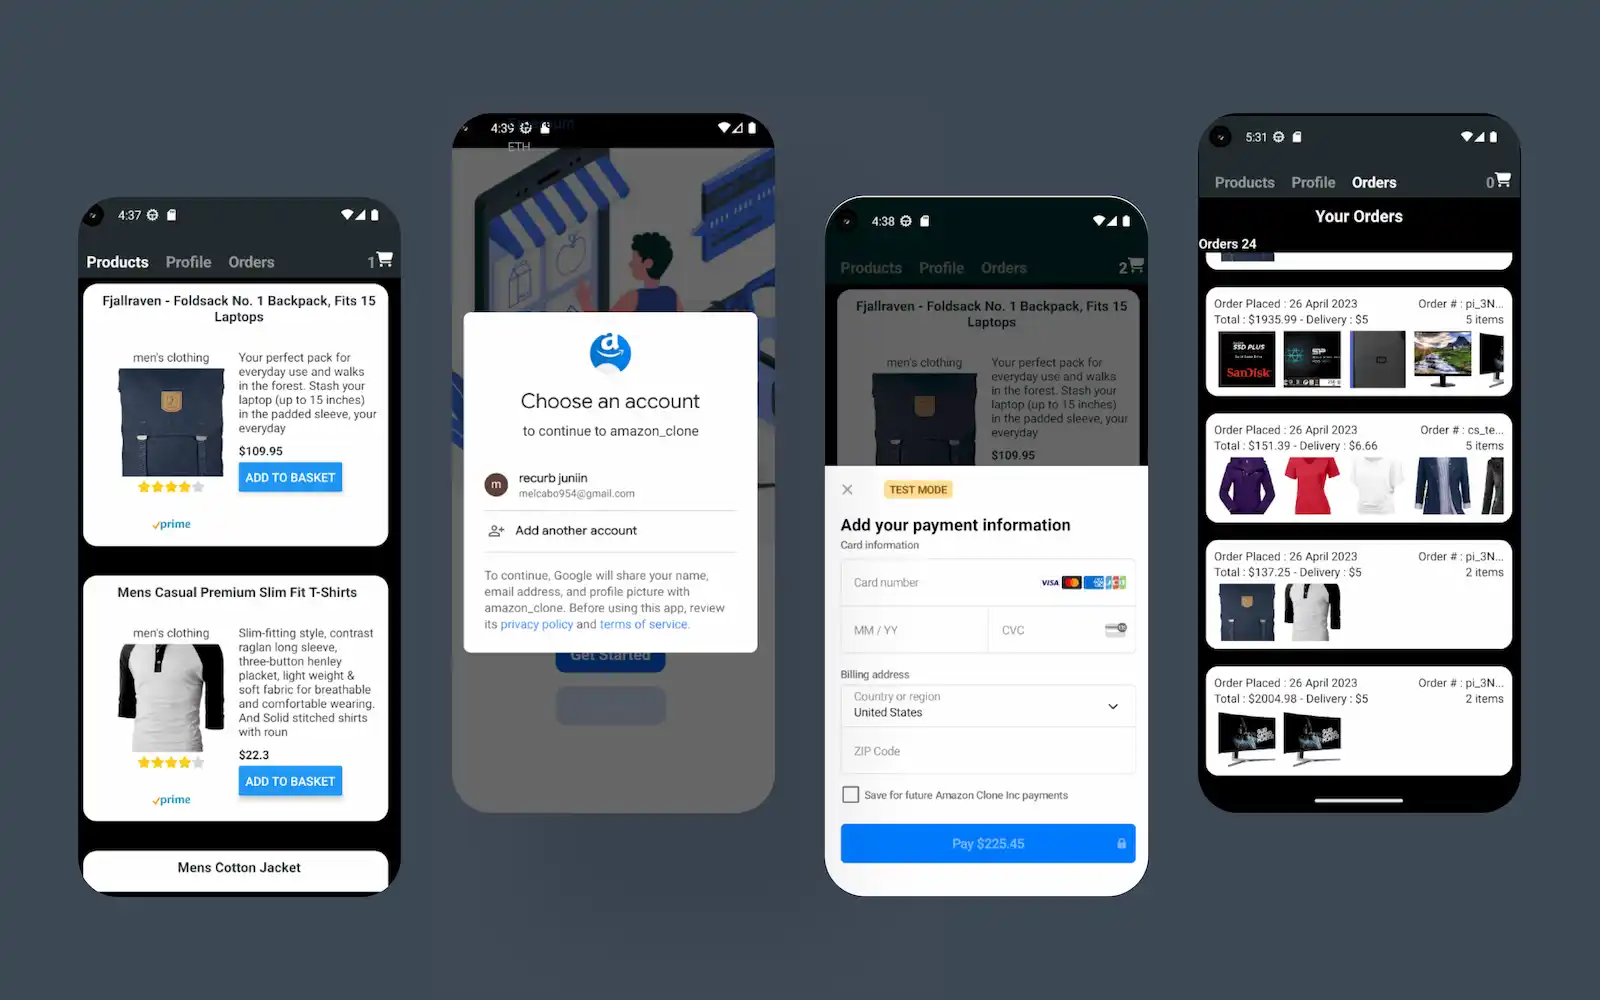 4:37
Products Profile Orders 1
Fjallraven - Foldsack No. 1 Backpack, Fits 15
Laptops
men's clothing
Your perfect pack for
everyday use and walks
in the forest. Stash your
laptop (up to 15 inches)
in the padded sleeve, your
everyday
$109.95
ADD TO BASKET
prime
Mens Casual Premium Slim Fit T-Shirts
men's clothing
Slim-fitting style, contrast
raglan long sleeve,
three-button henley
placket, light weight &
soft fabric for breathable
and comfortable wearing.
And Solid stitched shirts
with roun
$22.3
ADD TO BASKET
prime
Mens Cotton Jacket
4:39
ETH
a
Choose an account
to continue to amazon_clone
m
recurb juniin
melcabo954@gmail.com
Add another account
To continue, Google will share your name,
email address, and profile picture with
amazon_clone. Before using this app, review
its privacy policy and terms of service.
Get Started
4:38
Products Profile Orders 2
Fjallraven - Foldsack No. 1 Backpack, Fits 15
Laptops
men's clothing
Your perfect pack for
everyday use and walks
in the forest. Stash your
laptop (up to 15 inches)
in the padded sleeve, your
everyday
$109.95
TEST MODE
Add your payment information
Card information
Card number VISA
MM / YY CVC
Billing address
Country or region
United States
ZIP Code
Save for future Amazon Clone Inc payments
Pay $225.45
5:31
Products Profile Orders 0
Your Orders
Orders 24
Order Placed : 26 April 2023 Order # : pi_3N...
Total : $1935.99 - Delivery : $5 5 items
SSD PLUS
SanDisk
SP
Order Placed : 26 April 2023 Order # : cs_te...
Total : $151.39 - Delivery : $6.66 5 items
Order Placed : 26 April 2023 Order # : pi_3N...
Total : $137.25 - Delivery : $5 2 items
Order Placed : 26 April 2023 Order # : pi_3N...
Total : $2004.98 - Delivery : $5 2 items